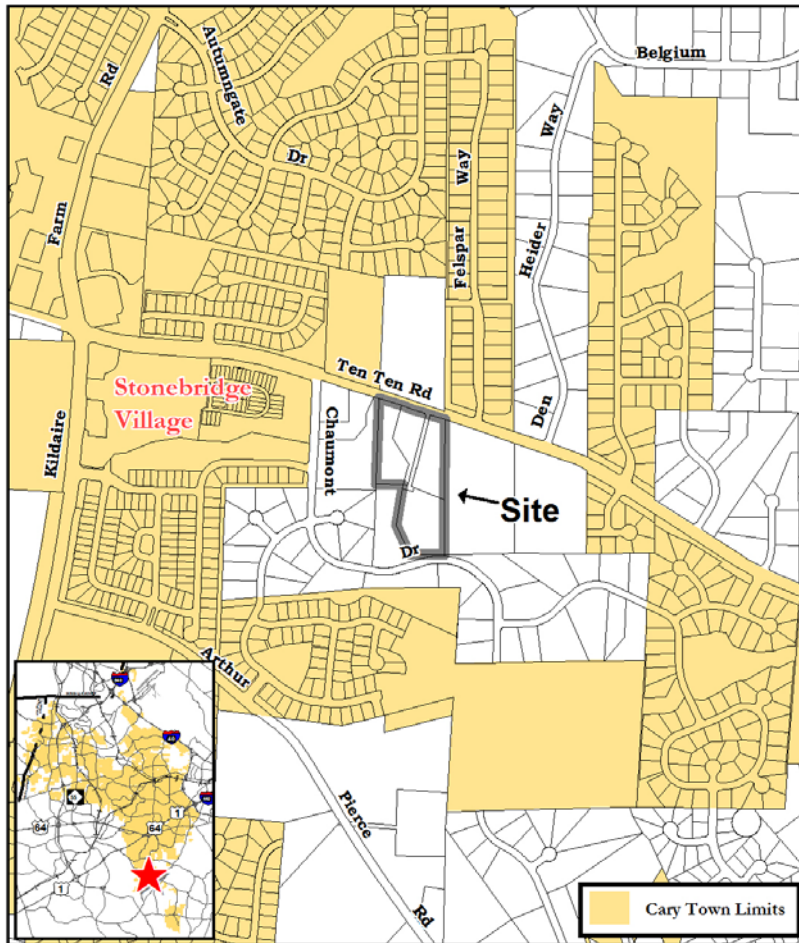 Belgium
Autumngate
Dr
Rd
Farm
Way
Felspar
Way
Heider
Den
Ten Ten Rd
Stonebridge
Village
Kildaire
Chaumont
Site
Dr
Arthur
Pierce
Rd
64
1
64
1
Cary Town Limits